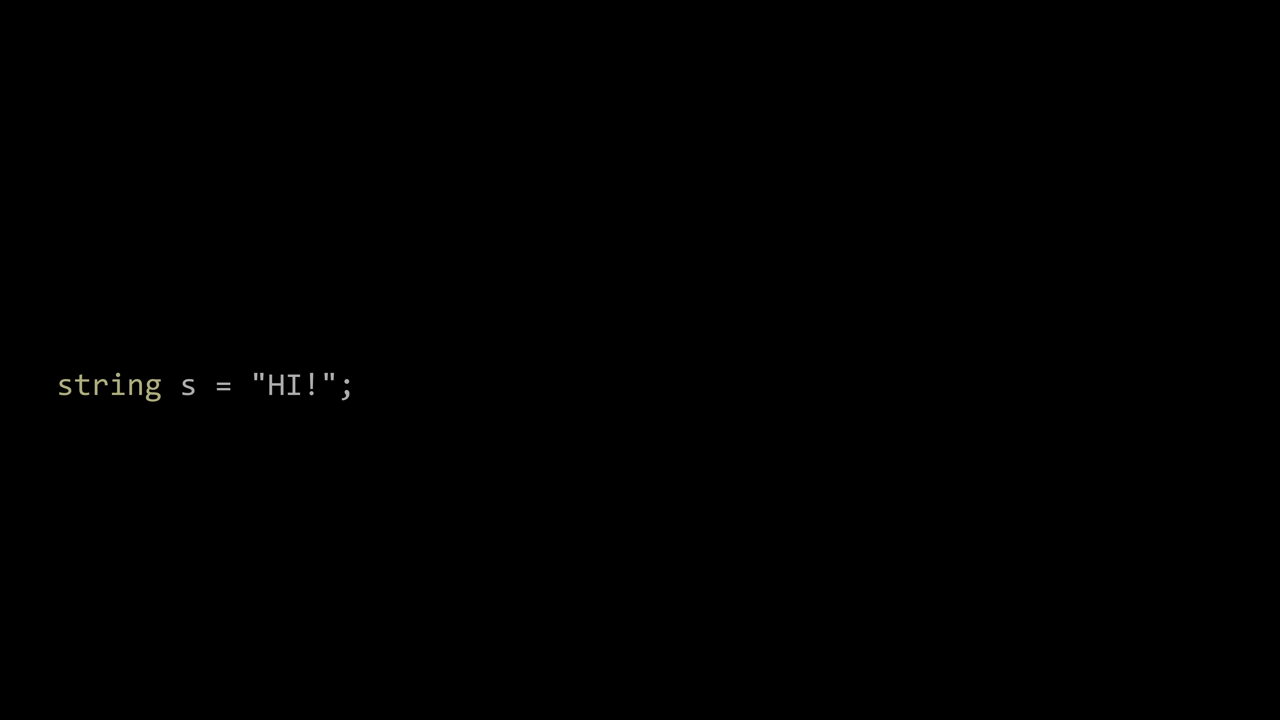 string s = "HI!";